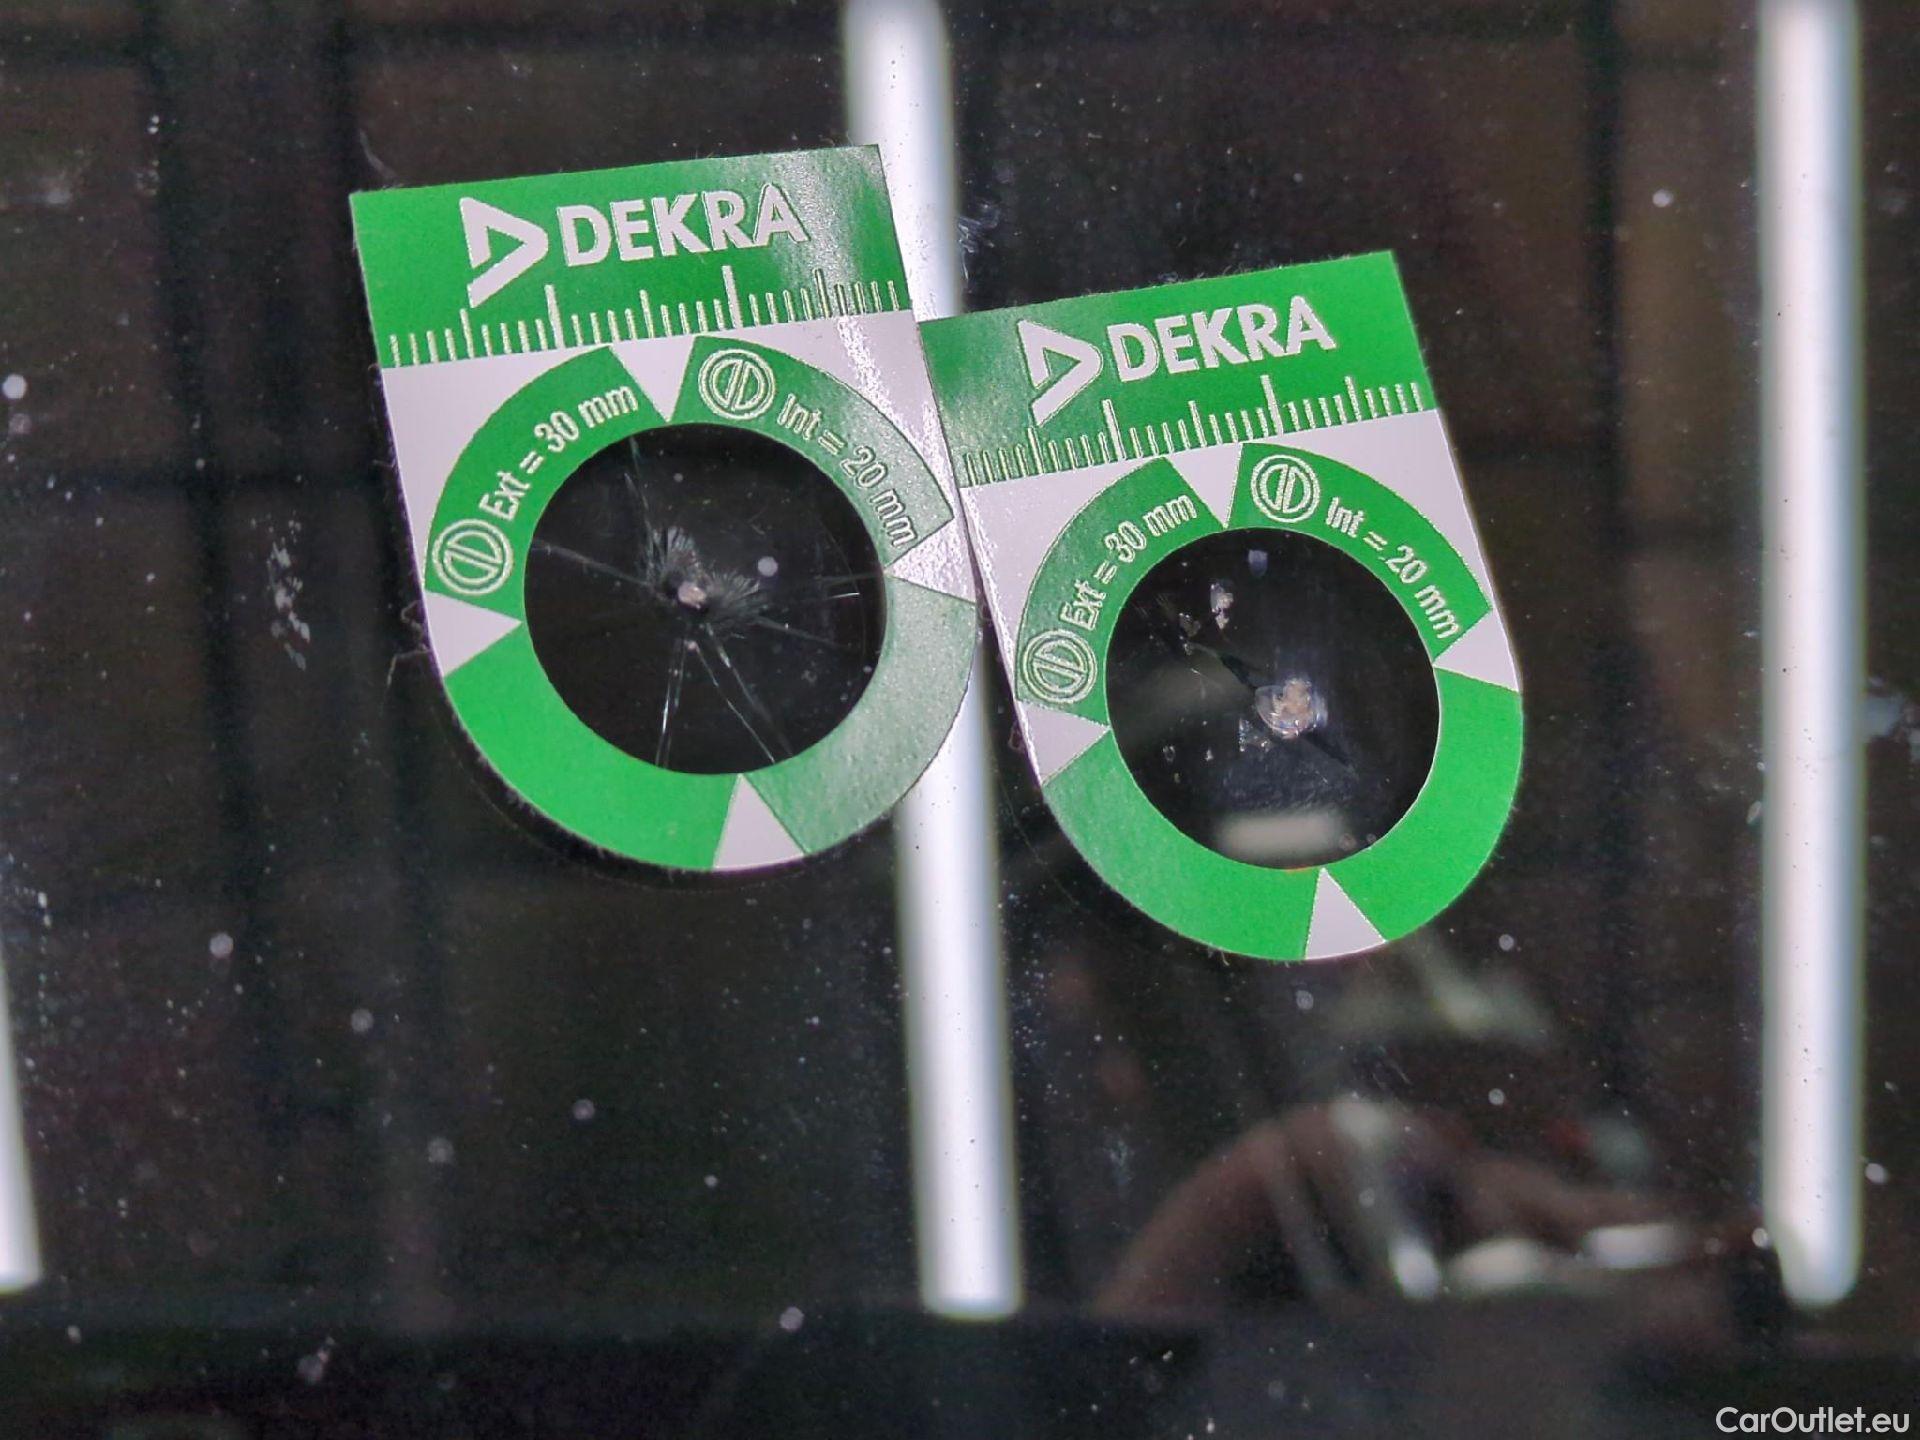 DEKRA
Ext = 30 mm
Int = 20 mm
DEKRA
Ext = 30 mm
Int = 20 mm
CarOutlet.eu